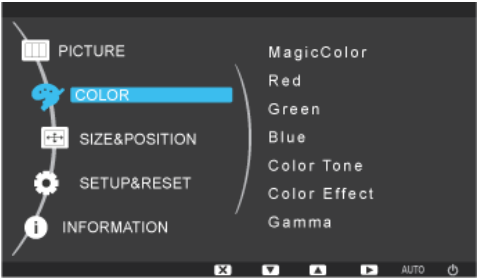 PICTURE
COLOR
SIZE&POSITION
SETUP&RESET
INFORMATION
MagicColor
Red
Green
Blue
Color Tone
Color Effect
Gamma
AUTO